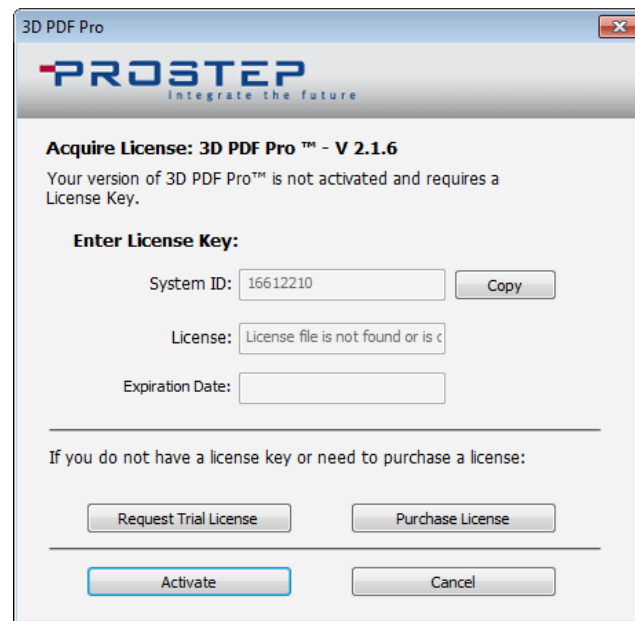 3D PDF Pro
PROSTEP
integrate the future
Acquire License: 3D PDF Pro ™ - V 2.1.6
Your version of 3D PDF Pro™ is not activated and requires a
License Key.
Enter License Key:
System ID: 16612210 Copy
License: License file is not found or is c
Expiration Date:
If you do not have a license key or need to purchase a license:
Request Trial License Purchase License
Activate Cancel